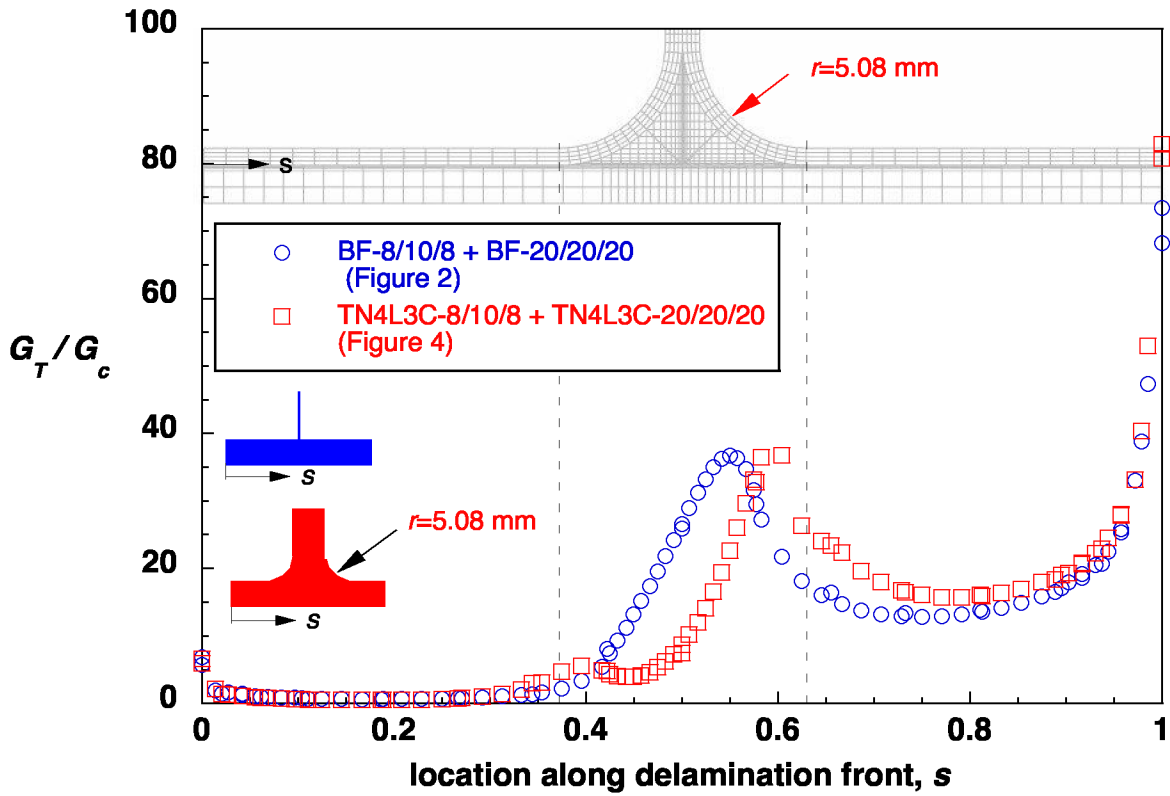 100
r=5.08 mm
80
s
BF-8/10/8 + BF-20/20/20
(Figure 2)
60
TN4L3C-8/10/8 + TN4L3C-20/20/20
(Figure 4)
G_T / G_c
40
s
r=5.08 mm
20
s
0
0 0.2 0.4 0.6 0.8 1
location along delamination front, s